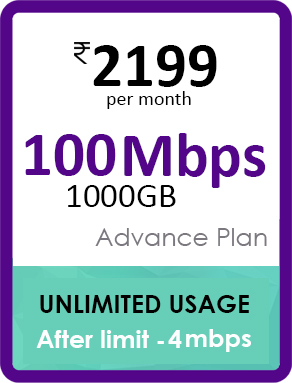 ₹2199
per month
100Mbps
1000GB
Advance Plan
UNLIMITED USAGE
After limit - 4mbps